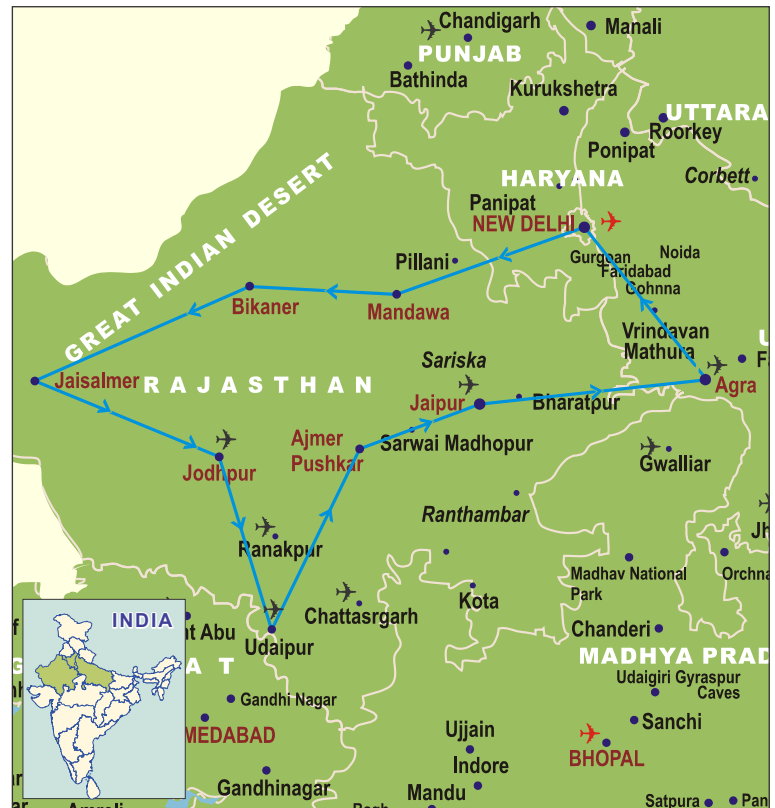 Chandigarh
Manali
PUNJAB
Bathinda
Kurukshetra
UTTARA
Roorkey
Ponipat
Corbett
HARYANA
Panipat
NEW DELHI
GREAT INDIAN DESERT
Pillani
Gurgoan
Noida
Faridabad
Gohnna
Bikaner
Mandawa
Vrindavan
Mathura
U
Sariska
Jaisalmer
RAJASTHAN
Agra
Jaipur
Bharatpur
Ajmer
Pushkar
Sarwai Madhopur
Jodhpur
Gwalliar
Ranthambar
Ranakpur
Madhav National
Park
Orchna
Kota
Chattasrgarh
INDIA
t Abu
Udaipur
Chanderi
MADHYA PRAD
G
A T
Udaigiri Gyraspur
Caves
Gandhi Nagar
Sanchi
MEDABAD
Ujjain
BHOPAL
Indore
Gandhinagar
Mandu
Satpura
Pan